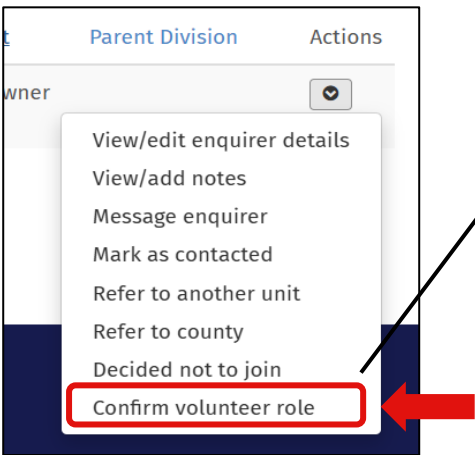 Parent Division Actions
wner
View/edit enquirer details
View/add notes
Message enquirer
Mark as contacted
Refer to another unit
Refer to county
Decided not to join
Confirm volunteer role